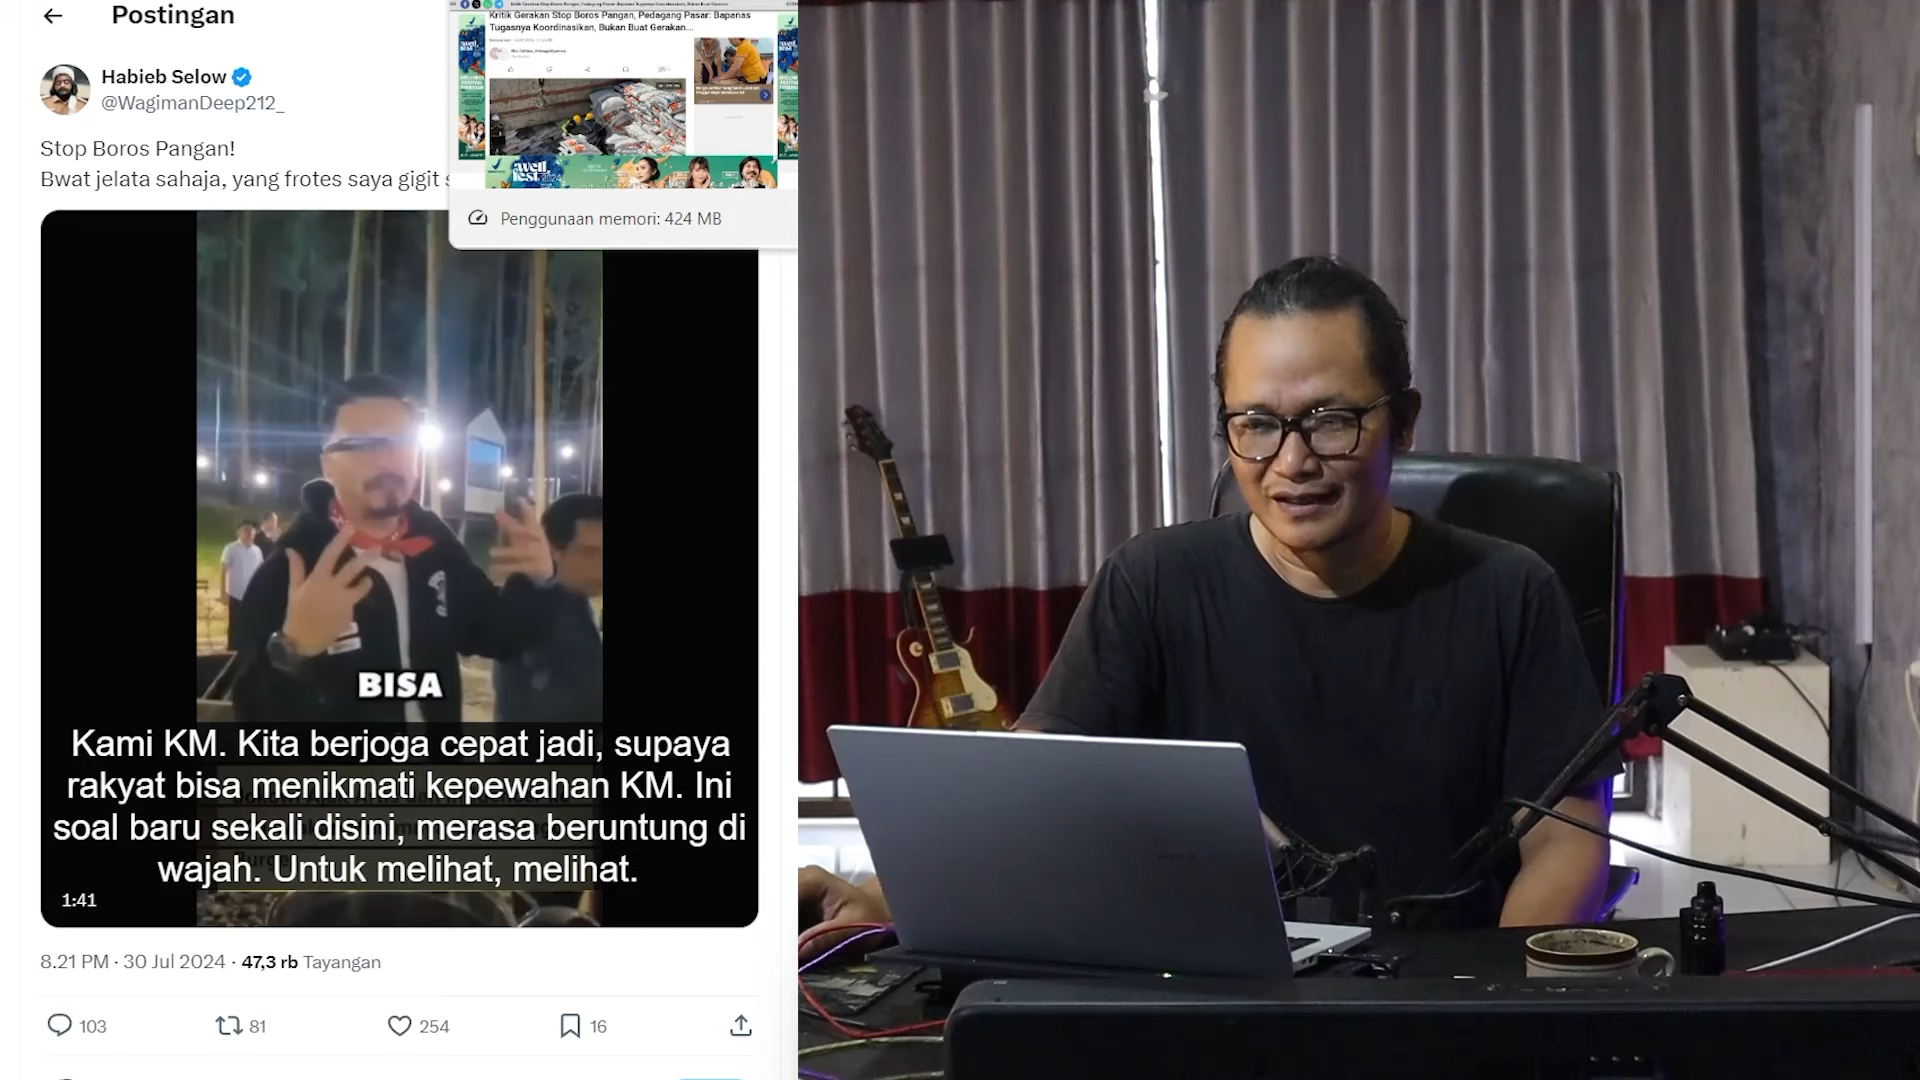 Postingan
Habieb Selow
@WagimanDeep212_
Stop Boros Pangan!
Bwat jelata sahaja, yang frotes saya gigit
Kritik Gerakan Stop Boros Pangan, Pedagang Pasar: Bapanas
Tugasnya Koordinasikan, Bukan Buat Gerakan...
well
fest
Penggunaan memori: 424 MB
BISA
Kami KM. Kita berjoga cepat jadi, supaya
rakyat bisa menikmati kepewahan KM. Ini
soal baru sekali disini, merasa beruntung di
wajah. Untuk melihat, melihat.
1:41
8.21 PM · 30 Jul 2024 · 47,3 rb Tayangan
103 81 254 16